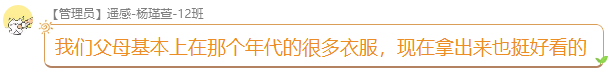 【管理员】遥感-杨瑾萱-12班
我们父母基本上在那个年代的很多衣服，现在拿出来也挺好看的